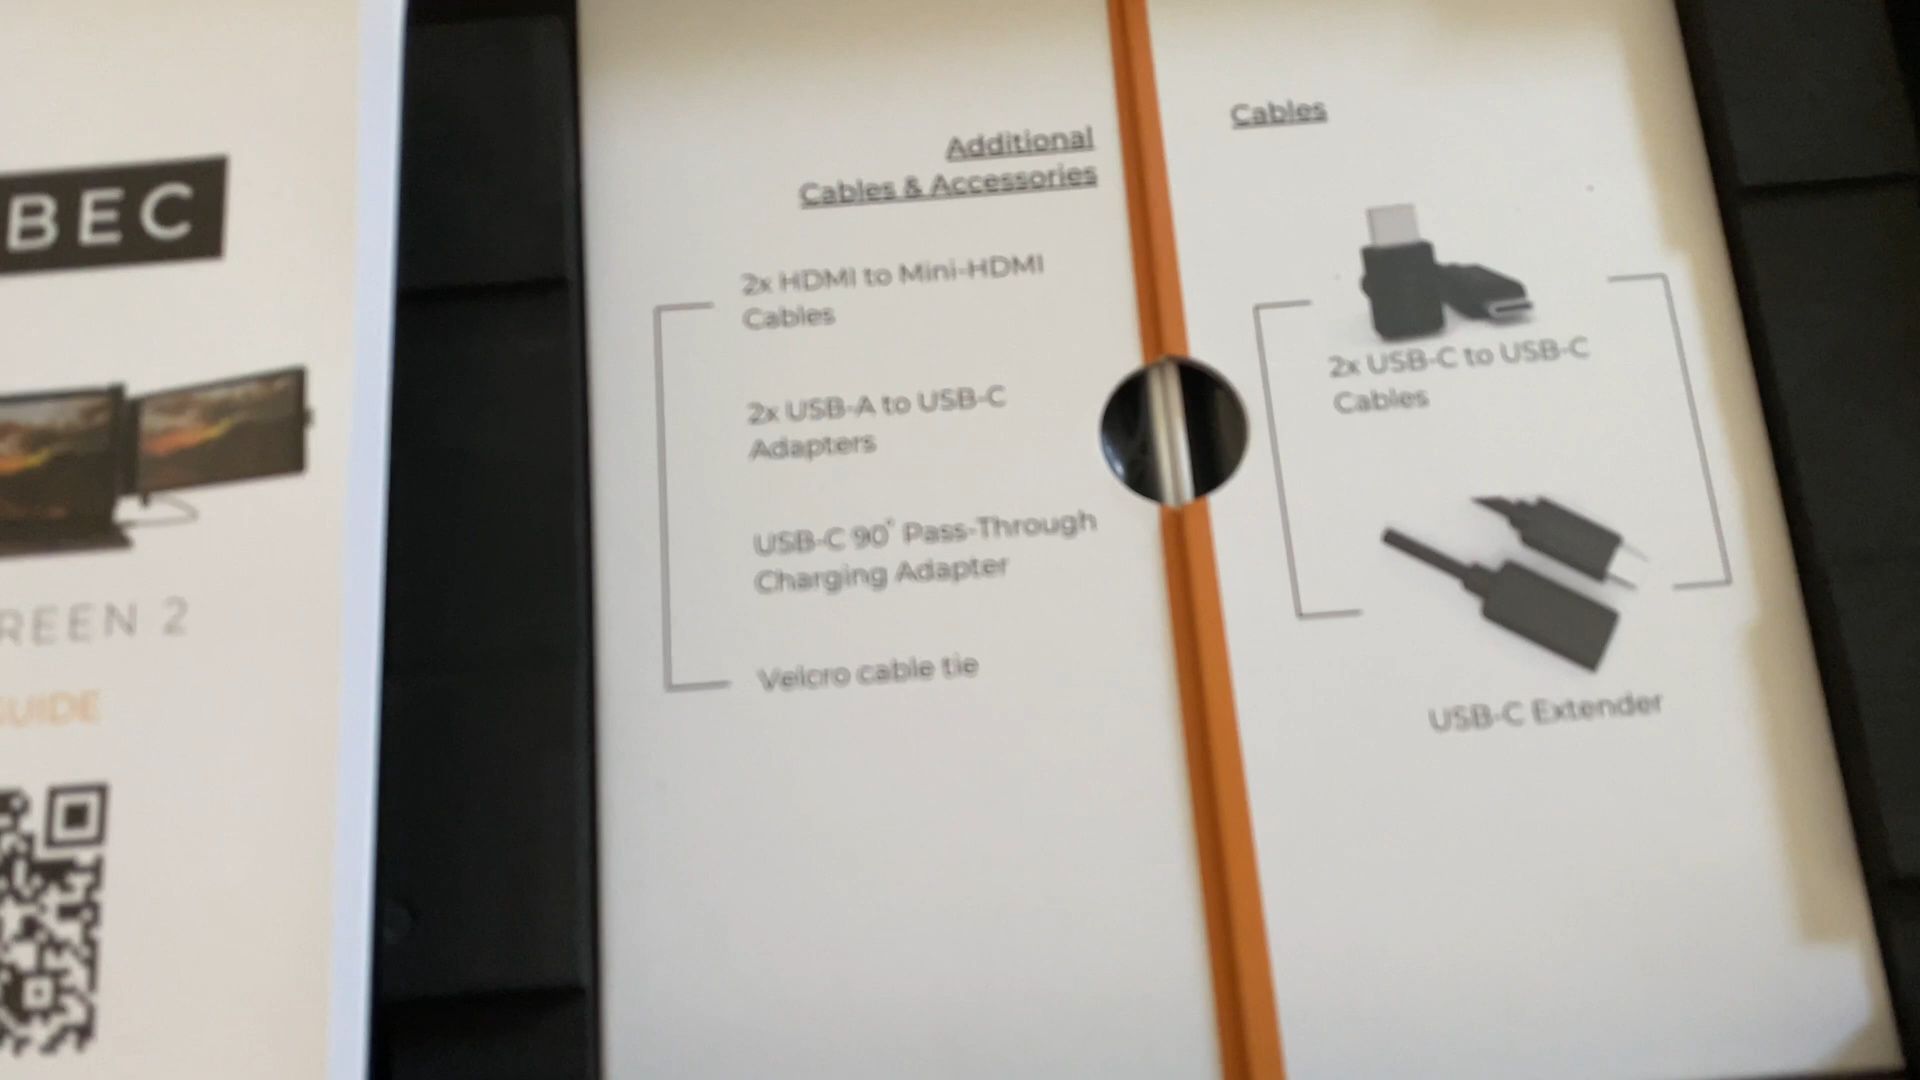 BEC
REEN 2
GUIDE
Additional
Cables & Accessories
2x HDMI to Mini-HDMI
Cables
2x USB-A to USB-C
Adapters
USB-C 90° Pass-Through
Charging Adapter
Velcro cable tie
Cables
2x USB-C to USB-C
Cables
USB-C Extender